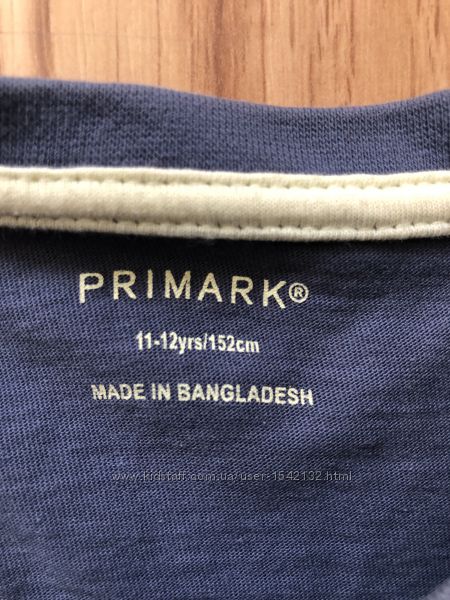 PRIMARK®
11-12yrs/152cm
MADE IN BANGLADESH
www.kidstaff.com.ua/user-1542132.html